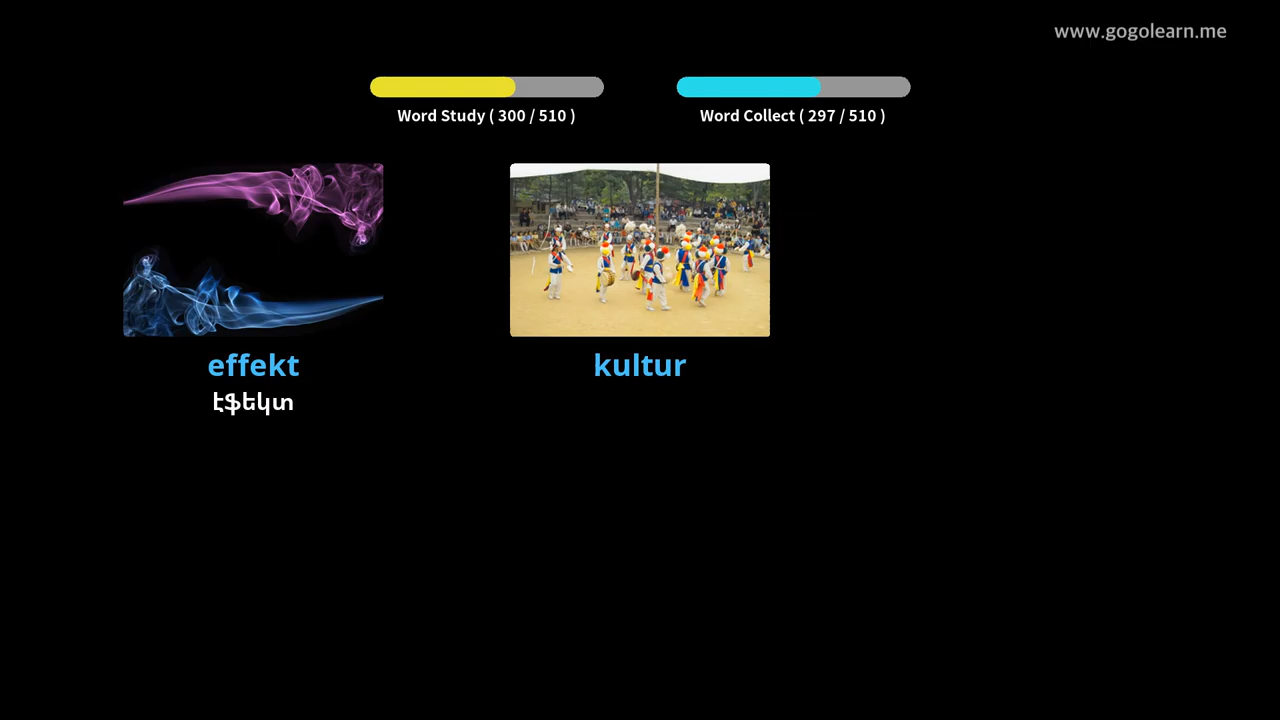 www.gogolearn.me
Word Study ( 300 / 510 )
Word Collect ( 297 / 510 )
effekt
էֆեկտ
kultur